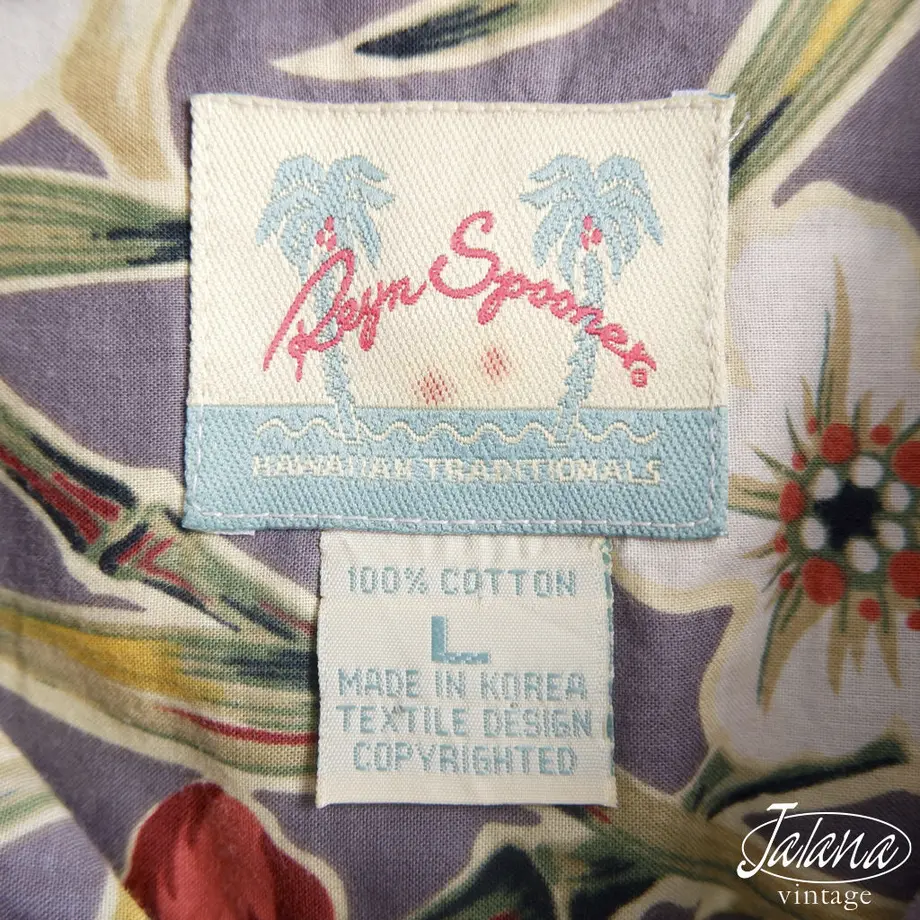 Reyn Spooner®
HAWAIIAN TRADITIONALS
100% COTTON
L
MADE IN KOREA
TEXTILE DESIGN
COPYRIGHTED
Jalana
vintage